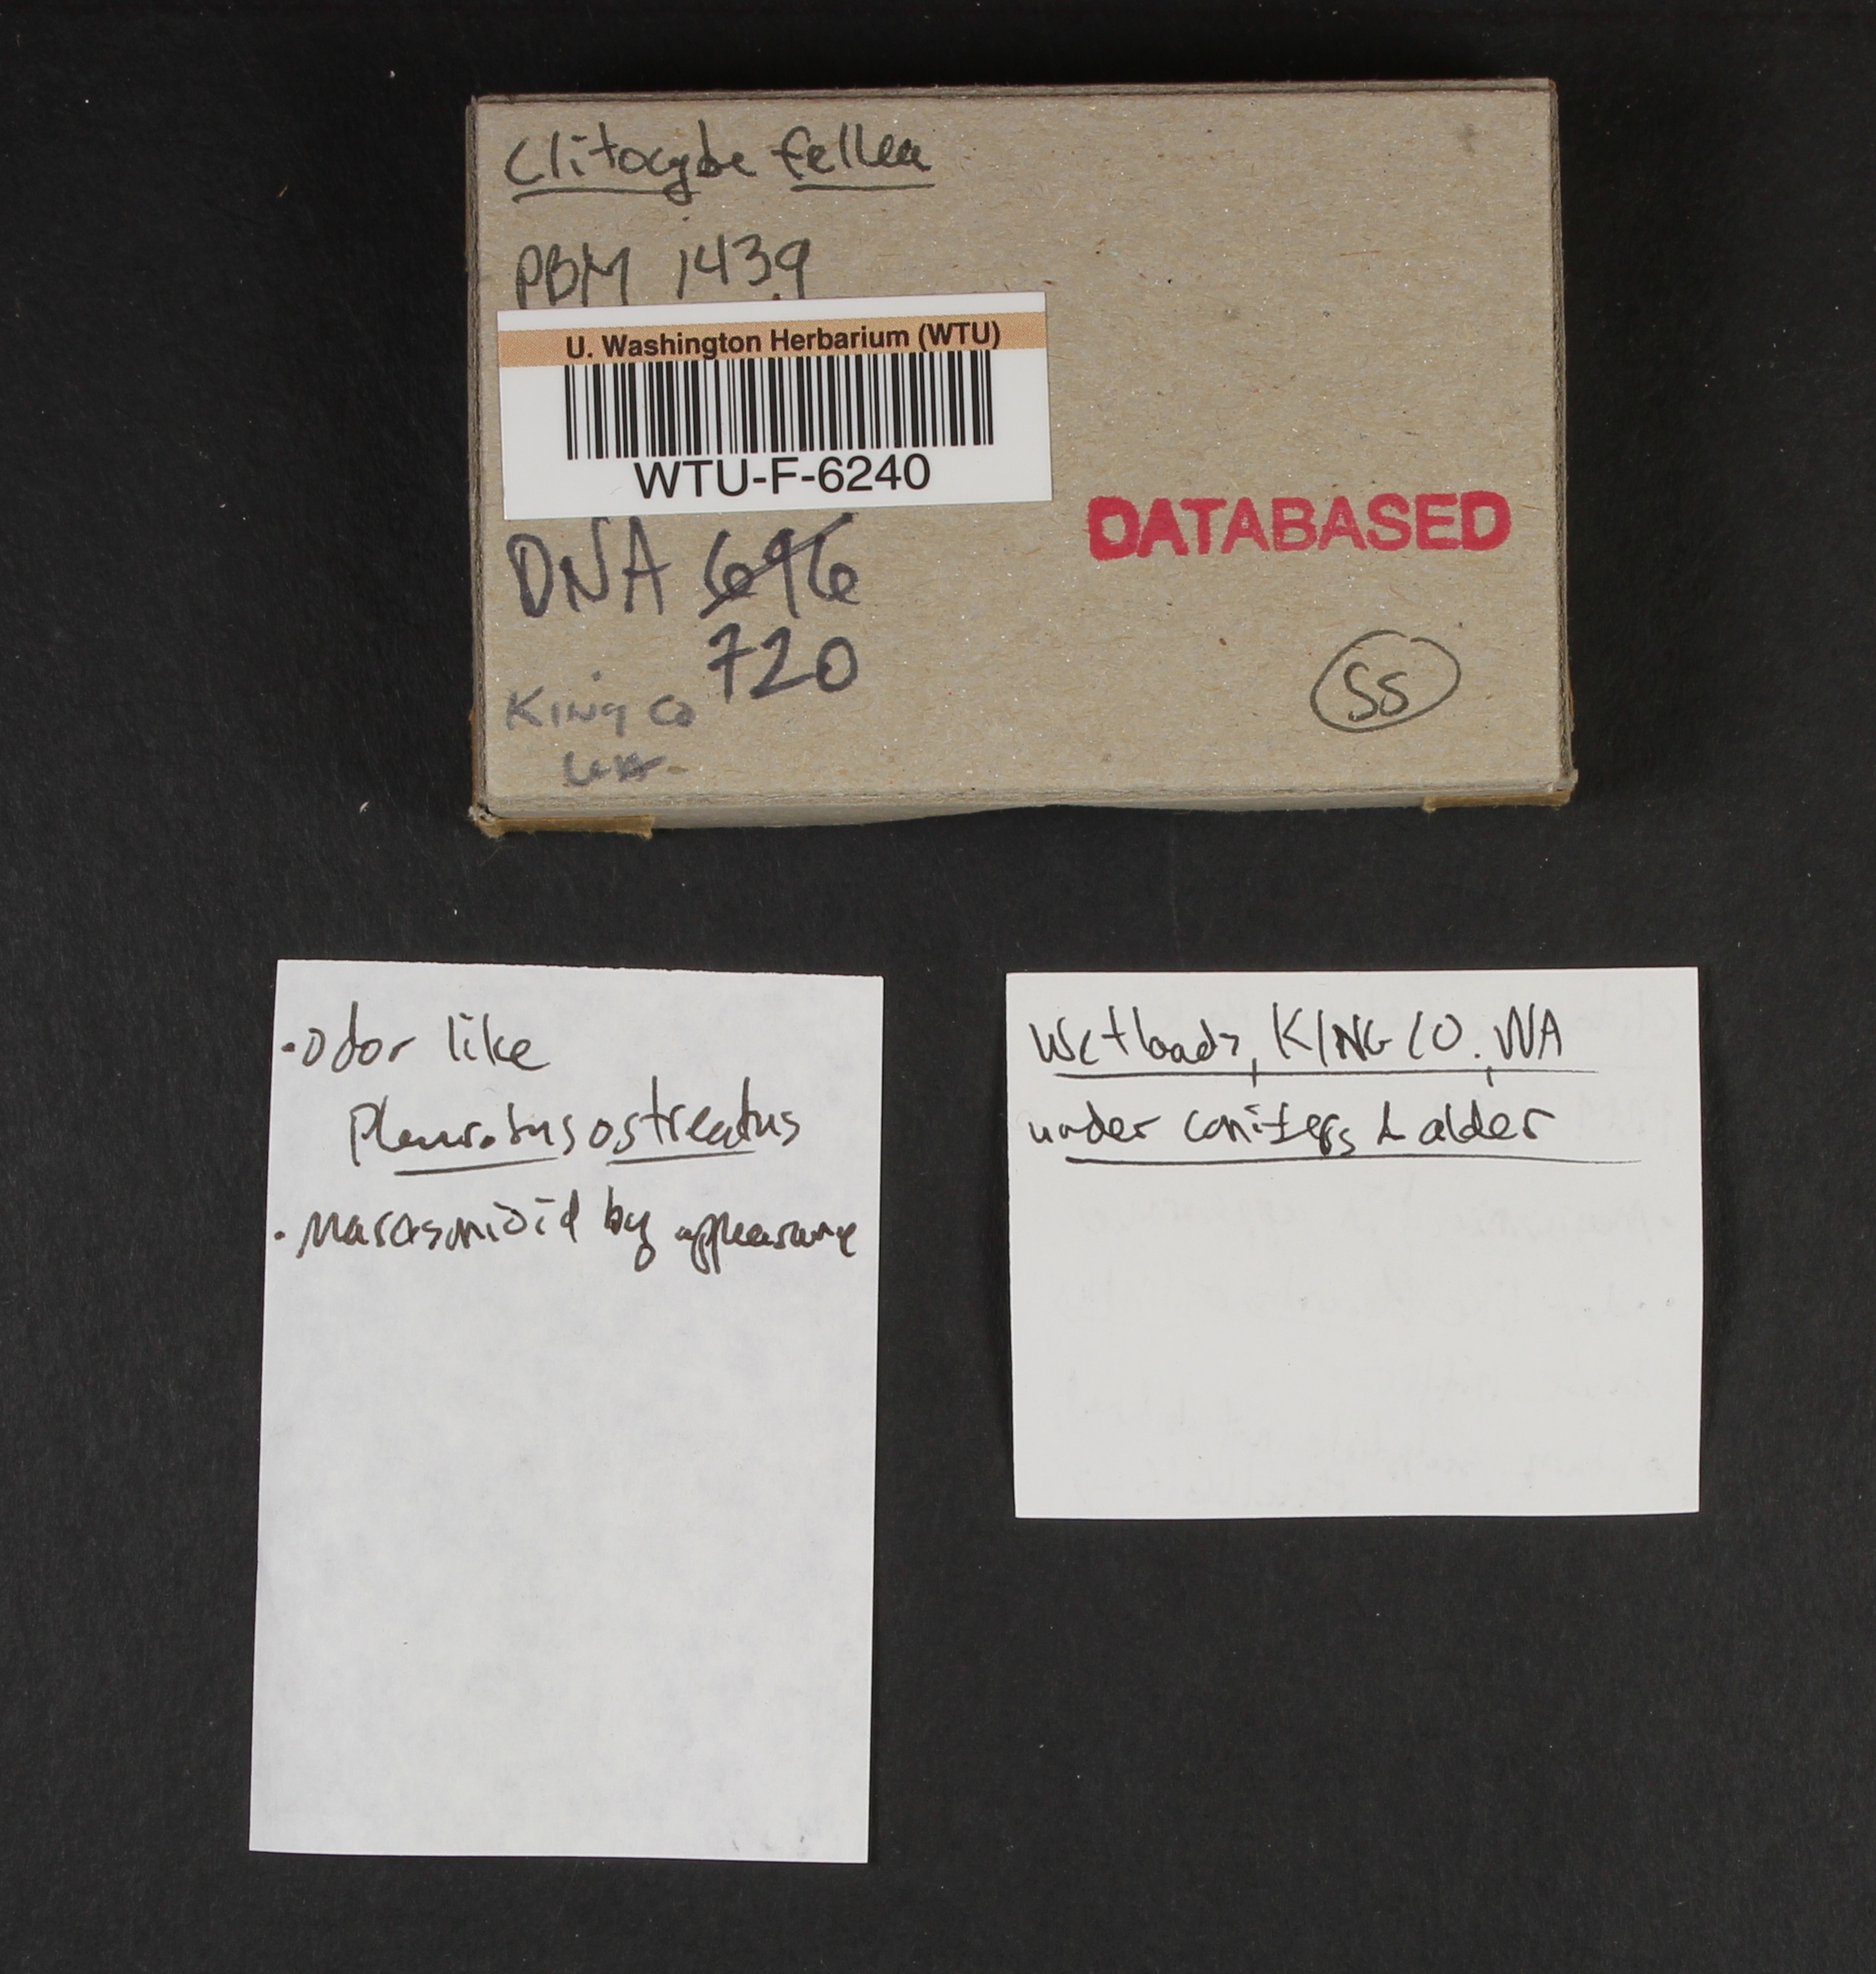 Clitocybe fellea
PBM 1439
U. Washington Herbarium (WTU)
WTU-F-6240
DNA 696
720
DATABASED
King Co
WA
SS
• odor like
Pleurotus ostreatus
• marasmioid by appearance
Wetlands, KING CO. WA
under conifers & alder